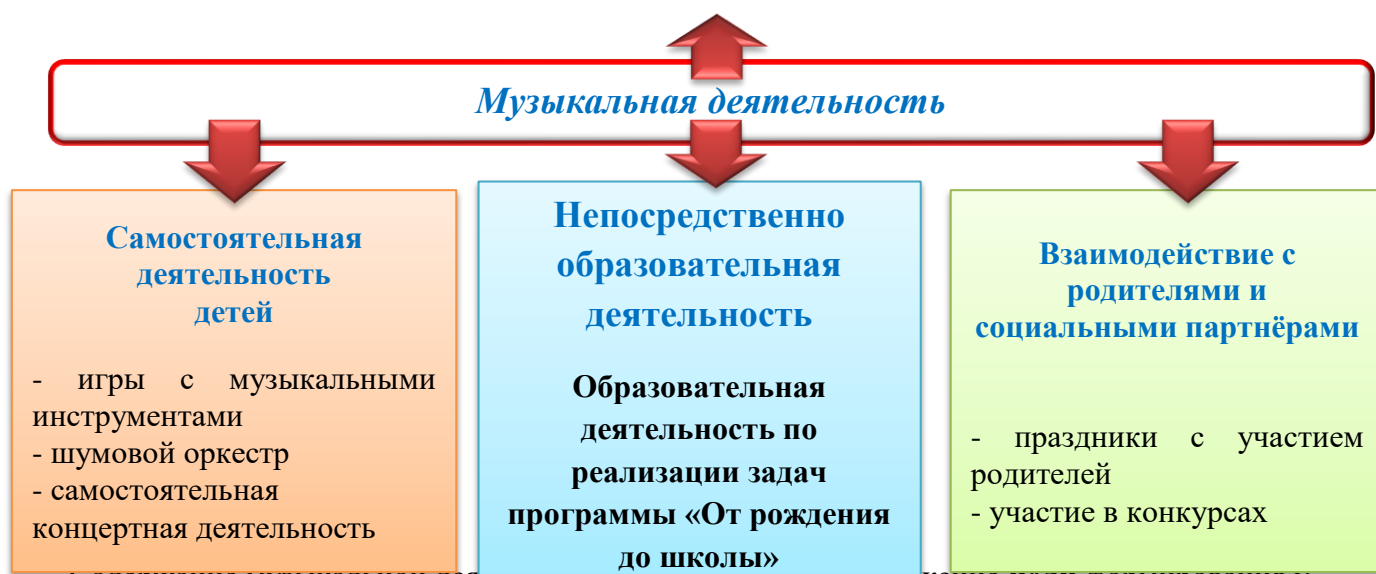 Музыкальная деятельность
Самостоятельная
деятельность
детей
- игры с музыкальными
инструментами
- шумовой оркестр
- самостоятельная
концертная деятельность
Непосредственно
образовательная
деятельность
Образовательная
деятельность по
реализации задач
программы «От рождения
до школы»
Взаимодействие с
родителями и
социальными партнёрами
- праздники с участием
родителей
- участие в конкурсах